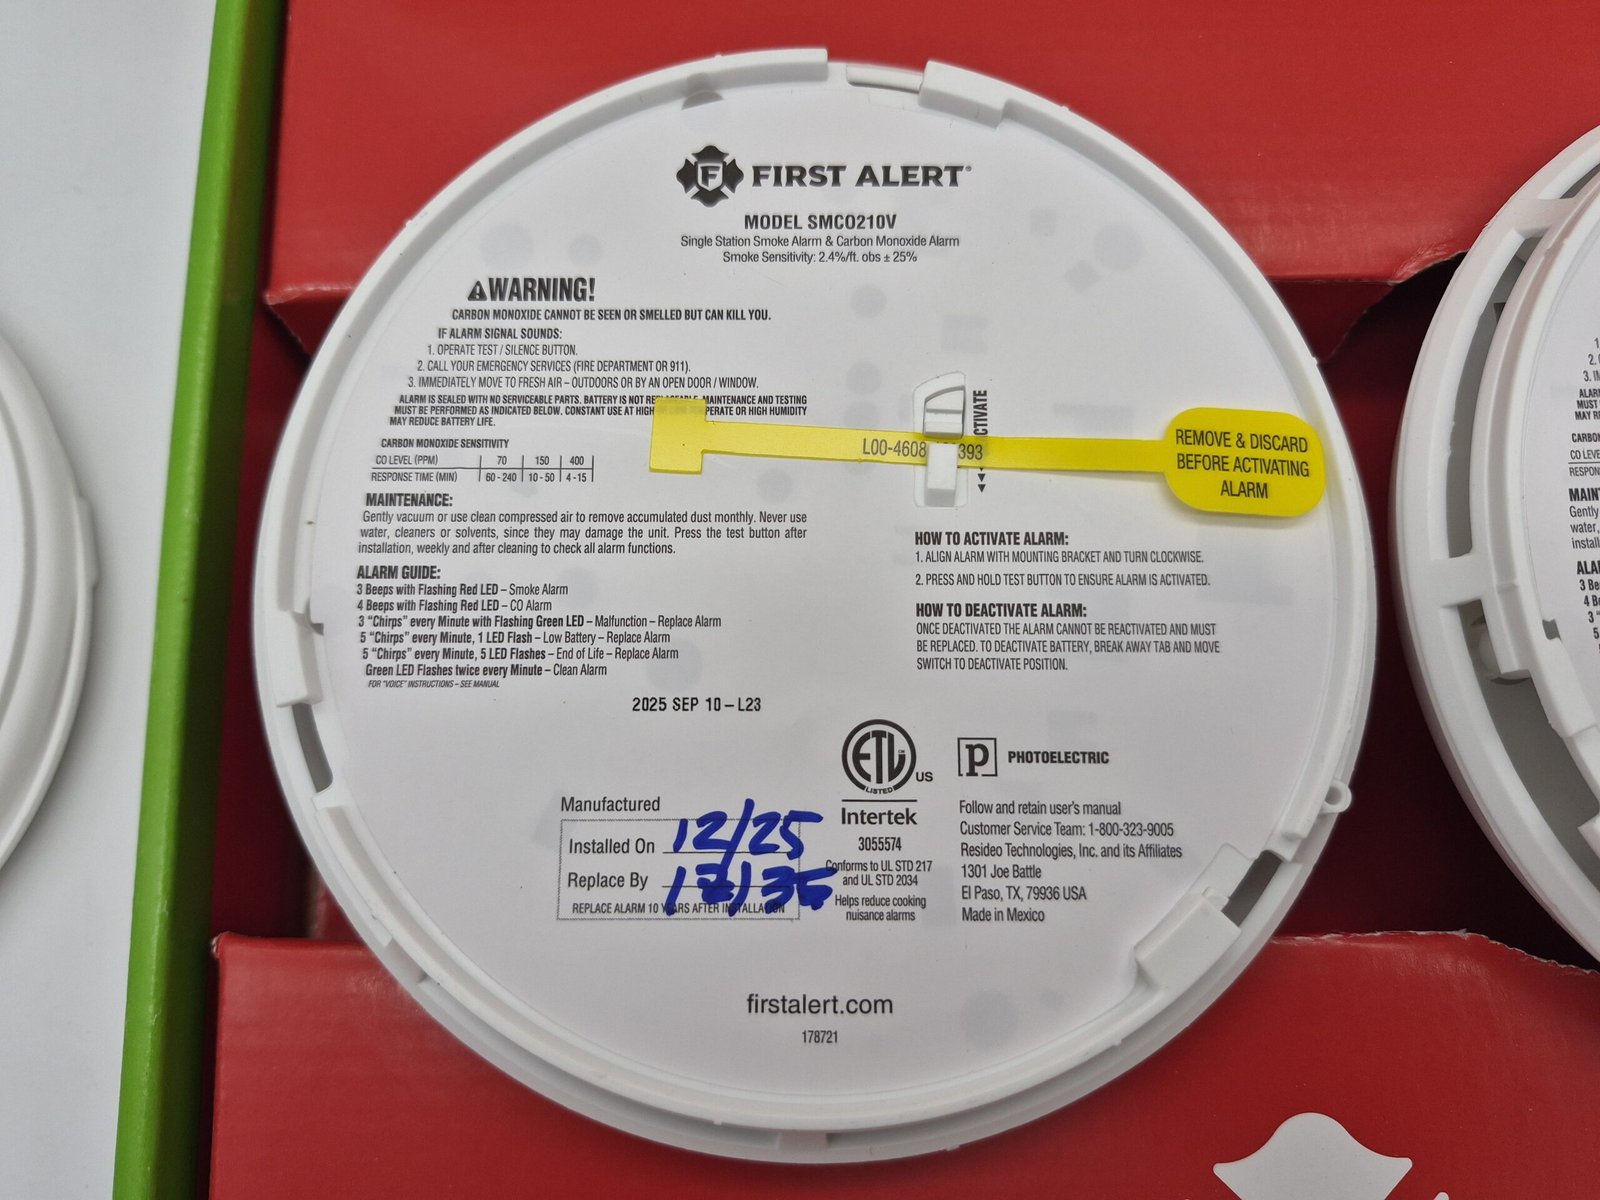 FIRST ALERT®
MODEL SMCO210V
Single Station Smoke Alarm & Carbon Monoxide Alarm
Smoke Sensitivity: 2.4%/ft. obs ± 25%
WARNING!
CARBON MONOXIDE CANNOT BE SEEN OR SMELLED BUT CAN KILL YOU.
IF ALARM SIGNAL SOUNDS:
1. OPERATE TEST / SILENCE BUTTON.
2. CALL YOUR EMERGENCY SERVICES (FIRE DEPARTMENT OR 911).
3. IMMEDIATELY MOVE TO FRESH AIR – OUTDOORS OR BY AN OPEN DOOR / WINDOW.
ALARM IS SEALED WITH NO SERVICEABLE PARTS. BATTERY IS NOT MAINTENANCE AND TESTING
MUST BE PERFORMED AS INDICATED BELOW. CONSTANT USE AT HIGH OR HIGH HUMIDITY
MAY REDUCE BATTERY LIFE.
CARBON MONOXIDE SENSITIVITY
CO LEVEL (PPM) 70 150 400
RESPONSE TIME (MIN) 60 - 240 10 - 50 4 - 15
MAINTENANCE:
Gently vacuum or use clean compressed air to remove accumulated dust monthly. Never use
water, cleaners or solvents, since they may damage the unit. Press the test button after
installation, weekly and after cleaning to check all alarm functions.
ALARM GUIDE:
3 Beeps with Flashing Red LED – Smoke Alarm
4 Beeps with Flashing Red LED – CO Alarm
3 "Chirps" every Minute with Flashing Green LED – Malfunction – Replace Alarm
5 "Chirps" every Minute, 1 LED Flash – Low Battery – Replace Alarm
5 "Chirps" every Minute, 5 LED Flashes – End of Life – Replace Alarm
Green LED Flashes twice every Minute – Clean Alarm
FOR "VOICE" INSTRUCTIONS – SEE MANUAL
2025 SEP 10 – L23
L00-4608 393
REMOVE & DISCARD
BEFORE ACTIVATING
ALARM
HOW TO ACTIVATE ALARM:
1. ALIGN ALARM WITH MOUNTING BRACKET AND TURN CLOCKWISE.
2. PRESS AND HOLD TEST BUTTON TO ENSURE ALARM IS ACTIVATED.
HOW TO DEACTIVATE ALARM:
ONCE DEACTIVATED THE ALARM CANNOT BE REACTIVATED AND MUST
BE REPLACED. TO DEACTIVATE BATTERY, BREAK AWAY TAB AND MOVE
SWITCH TO DEACTIVATE POSITION.
Manufactured
Installed On 12/25
Replace By 12/35
REPLACE ALARM 10 YEARS AFTER INSTALLATION
ETL CM
LISTED
US
Intertek
3055574
Conforms to UL STD 217
and UL STD 2034
Helps reduce cooking
nuisance alarms
P PHOTOELECTRIC
Follow and retain user's manual
Customer Service Team: 1-800-323-9005
Resideo Technologies, Inc. and its Affiliates
1301 Joe Battle
El Paso, TX, 79936 USA
Made in Mexico
firstalert.com
178721